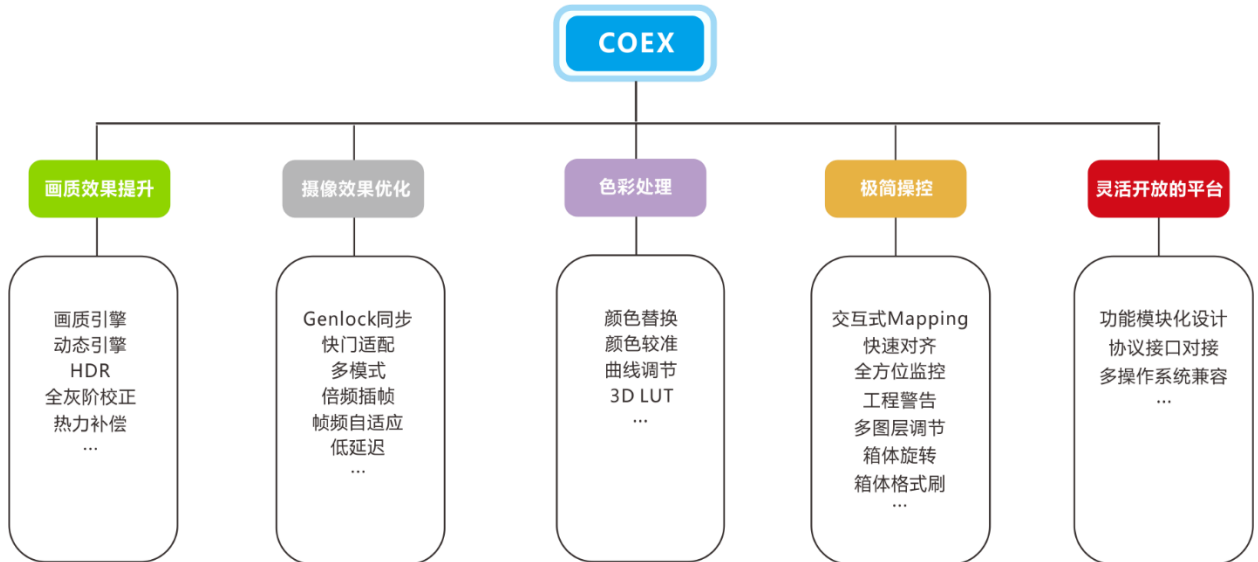 COEX
画质效果提升
摄像效果优化
色彩处理
极简操控
灵活开放的平台
画质引擎
动态引擎
HDR
全灰阶校正
热力补偿
...
Genlock同步
快门适配
多模式
倍频插帧
帧频自适应
低延迟
...
颜色替换
颜色较准
曲线调节
3D LUT
...
交互式Mapping
快速对齐
全方位监控
工程警告
多图层调节
箱体旋转
箱体格式刷
...
功能模块化设计
协议接口对接
多操作系统兼容
...